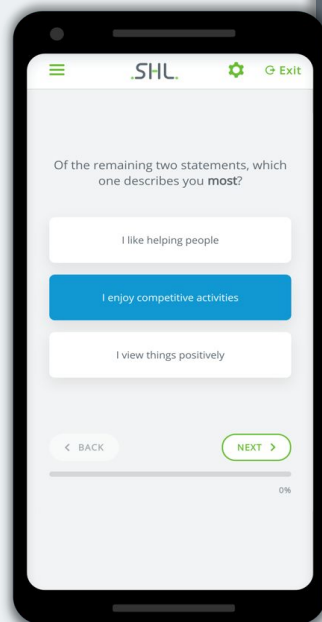 .SHL.
Exit
Of the remaining two statements, which
one describes you most?
I like helping people
I enjoy competitive activities
I view things positively
< BACK
NEXT >
0%